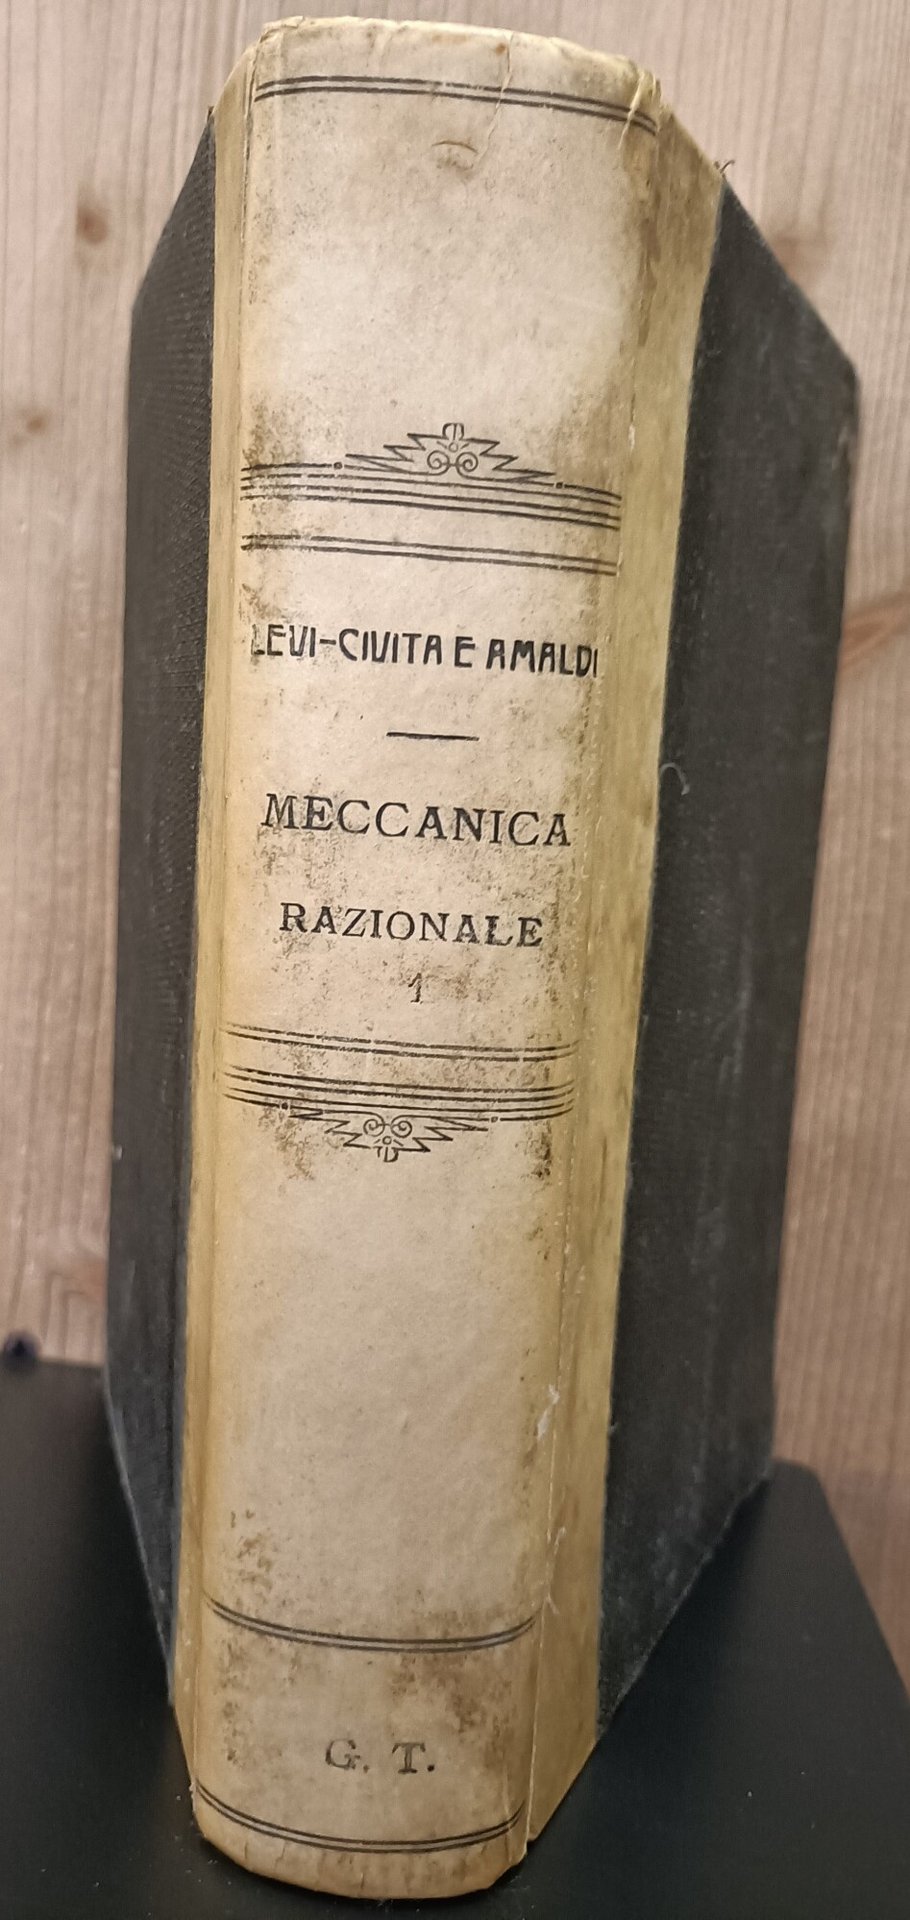 LEVI-CIVITA E AMALDI
MECCANICA
RAZIONALE
1
G. T.